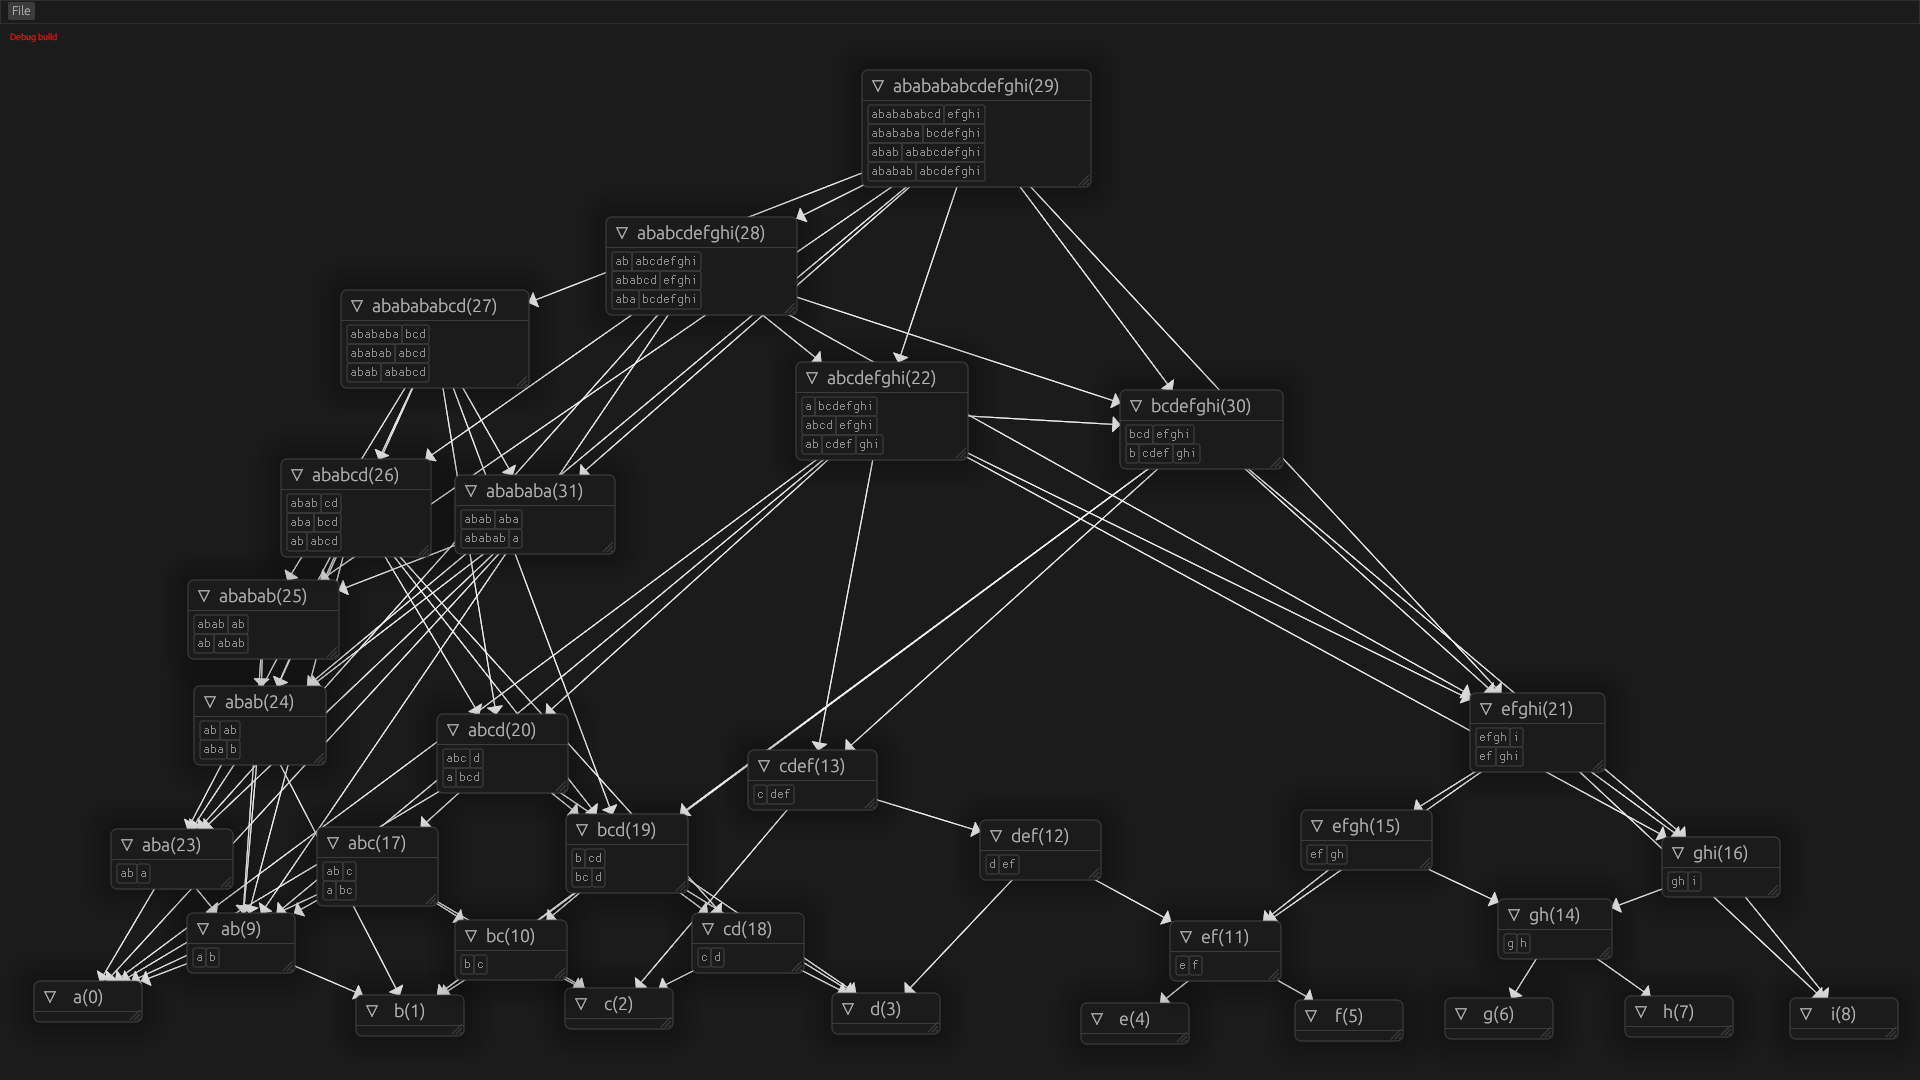 File
Debug build
ababababcdefghi(29)
ababababcd efghi
abababa bcdefghi
abab ababcdefghi
ababab abcdefghi
ababcdefghi(28)
ab abcdefghi
ababcd efghi
aba bcdefghi
ababababcd(27)
abababa bcd
ababab abcd
abab ababcd
abcdefghi(22)
a bcdefghi
abcd efghi
ab cdef ghi
bcdefghi(30)
bcd efghi
b cdef ghi
ababcd(26)
abab cd
aba bcd
ab abcd
abababa(31)
abab aba
ababab a
ababab(25)
abab ab
ab abab
abab(24)
ab ab
aba b
abcd(20)
abc d
a bcd
efghi(21)
efgh i
ef ghi
cdef(13)
c def
aba(23)
ab a
abc(17)
ab c
a bc
bcd(19)
b cd
bc d
def(12)
d ef
efgh(15)
ef gh
ghi(16)
gh i
ab(9)
a b
bc(10)
b c
cd(18)
c d
ef(11)
e f
gh(14)
g h
a(0)
b(1)
c(2)
d(3)
e(4)
f(5)
g(6)
h(7)
i(8)